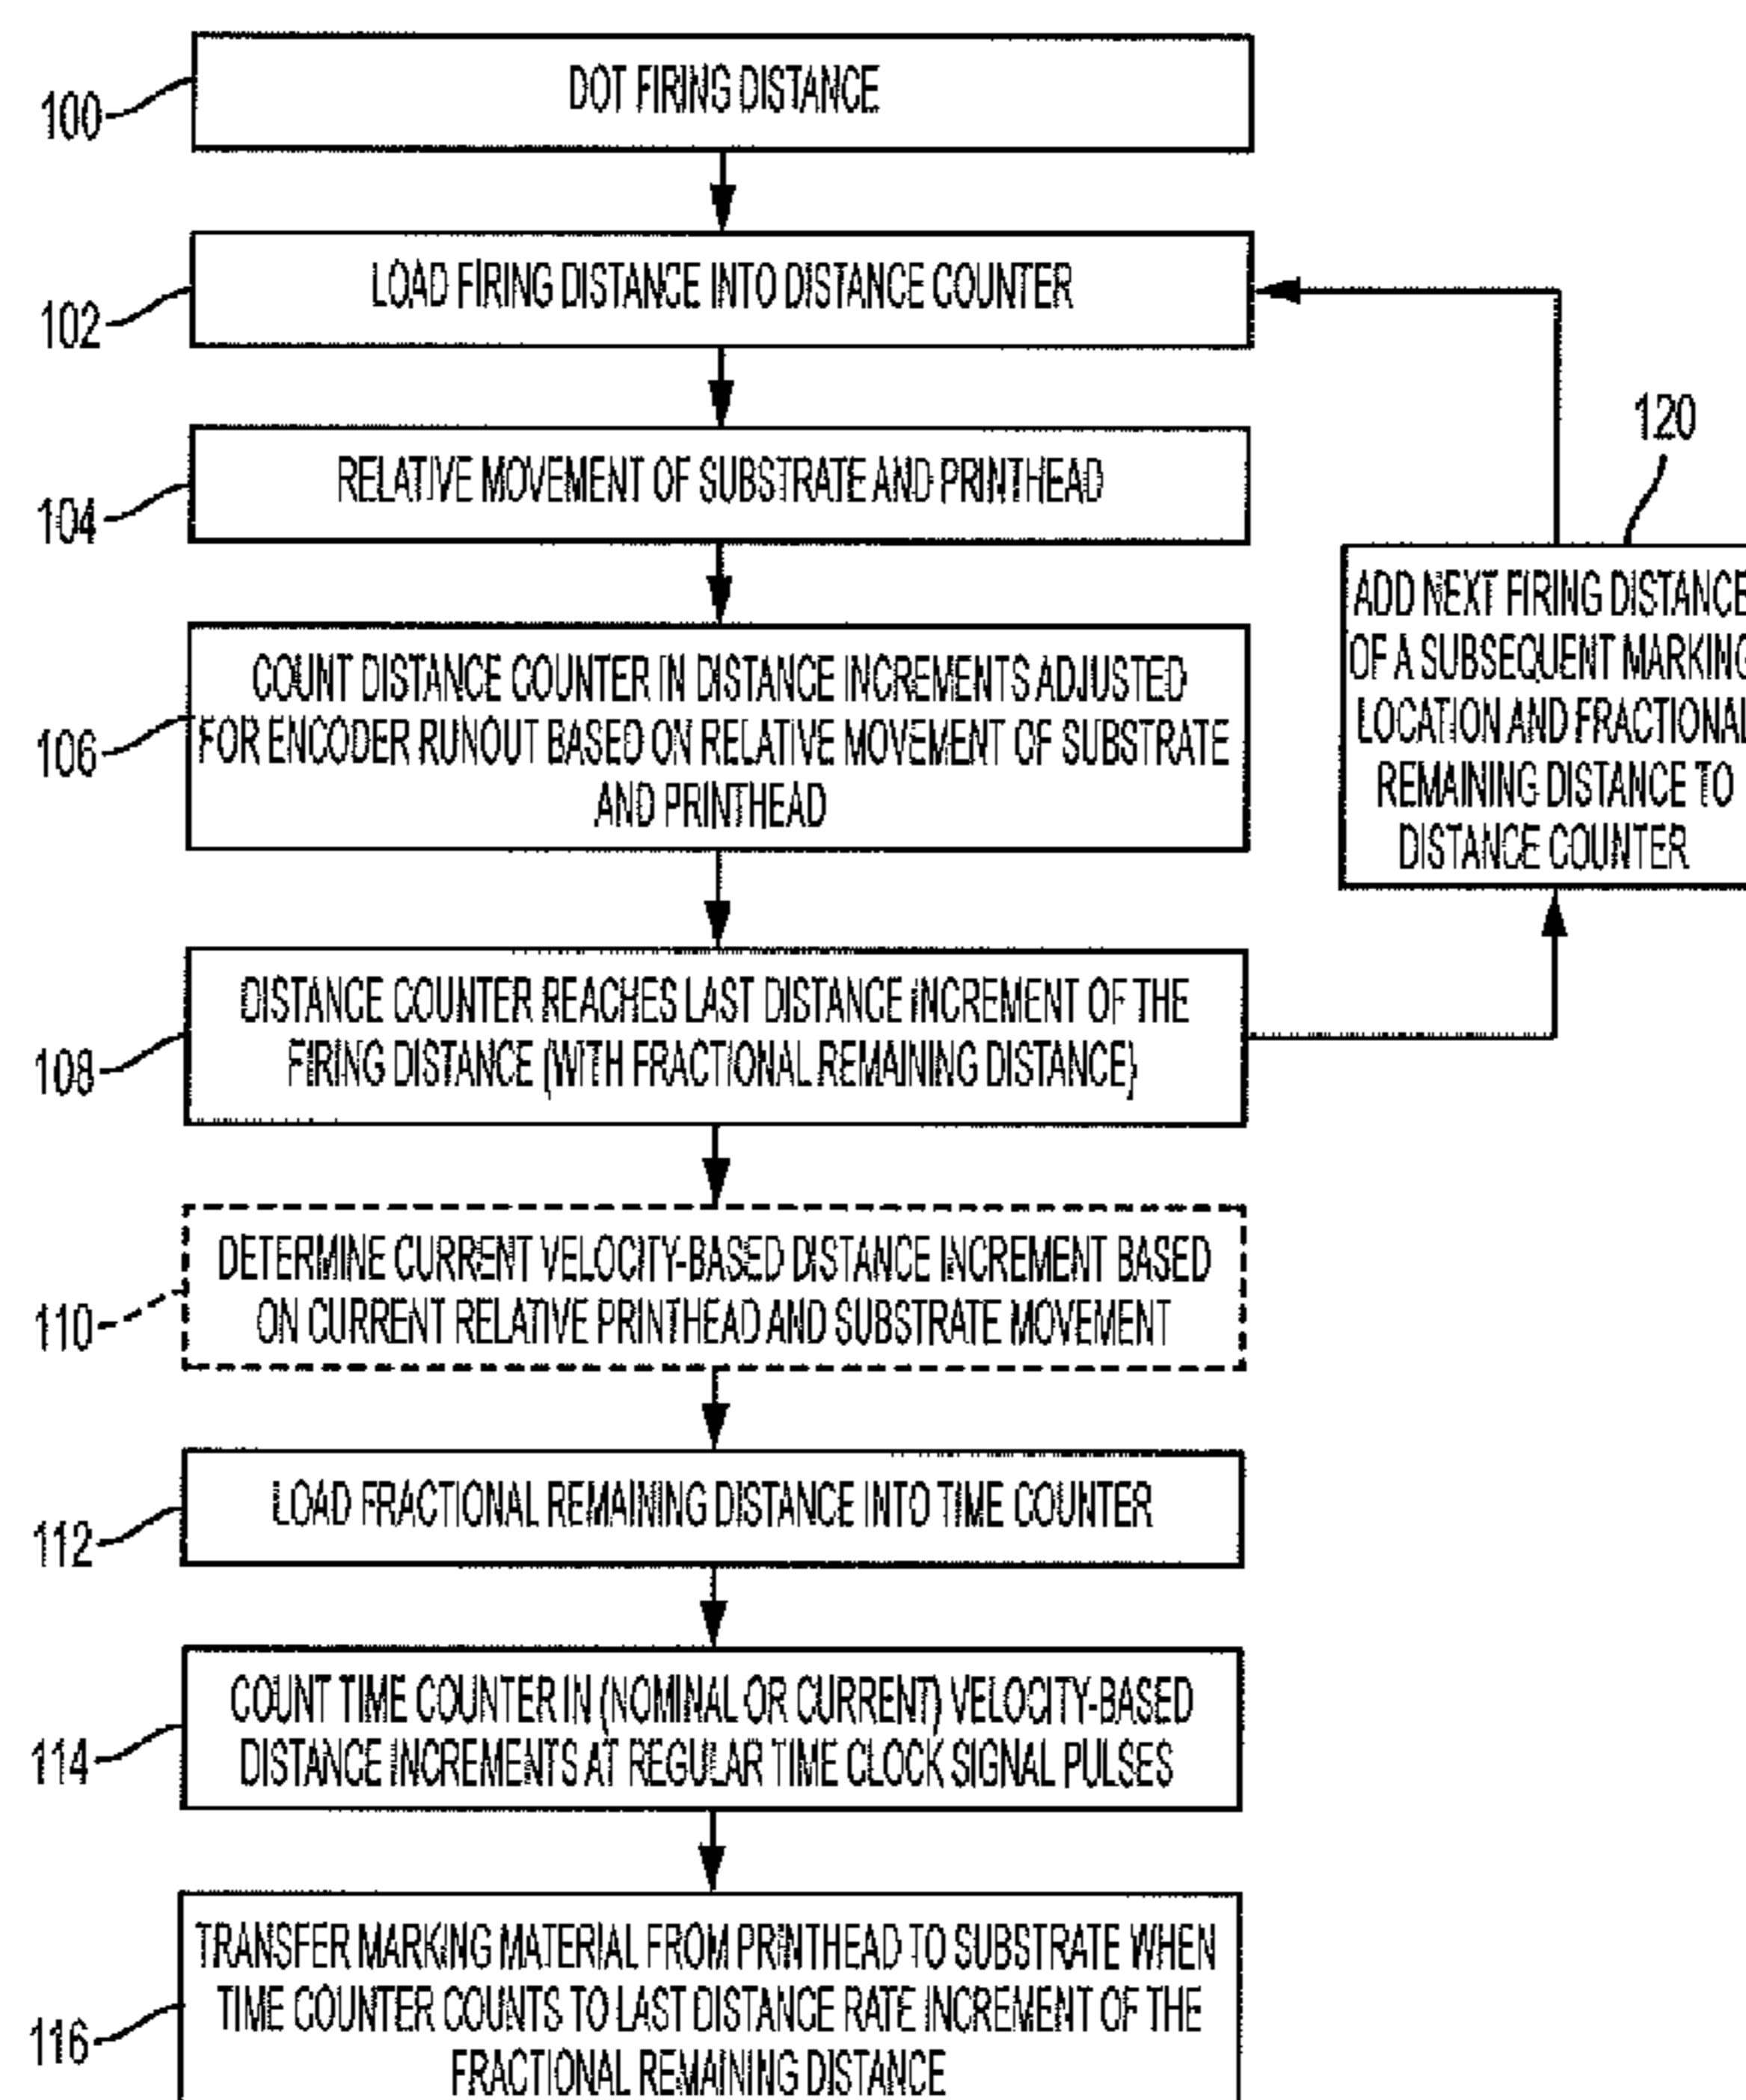 100
DOT FIRING DISTANCE
102
LOAD FIRING DISTANCE INTO DISTANCE COUNTER
104
RELATIVE MOVEMENT OF SUBSTRATE AND PRINTHEAD
106
COUNT DISTANCE COUNTER IN DISTANCE INCREMENTS ADJUSTED
FOR ENCODER RUNOUT BASED ON RELATIVE MOVEMENT OF SUBSTRATE
AND PRINTHEAD
108
DISTANCE COUNTER REACHES LAST DISTANCE INCREMENT OF THE
FIRING DISTANCE (WITH FRACTIONAL REMAINING DISTANCE)
120
ADD NEXT FIRING DISTANCE
OF A SUBSEQUENT MARKING
LOCATION AND FRACTIONAL
REMAINING DISTANCE TO
DISTANCE COUNTER
110
DETERMINE CURRENT VELOCITY-BASED DISTANCE INCREMENT BASED
ON CURRENT RELATIVE PRINTHEAD AND SUBSTRATE MOVEMENT
112
LOAD FRACTIONAL REMAINING DISTANCE INTO TIME COUNTER
114
COUNT TIME COUNTER IN (NOMINAL OR CURRENT) VELOCITY-BASED
DISTANCE INCREMENTS AT REGULAR TIME CLOCK SIGNAL PULSES
116
TRANSFER MARKING MATERIAL FROM PRINTHEAD TO SUBSTRATE WHEN
TIME COUNTER COUNTS TO LAST DISTANCE RATE INCREMENT OF THE
FRACTIONAL REMAINING DISTANCE